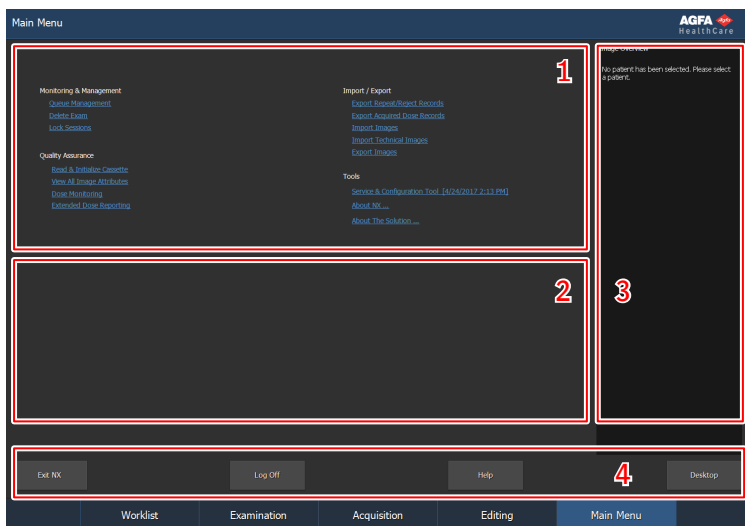 Main Menu
AGFA
HealthCare
Image Overview
No patient has been selected. Please select
a patient.
1
Monitoring & Management
Queue Management
Delete Exam
Lock Sessions
Quality Assurance
Read & Initialize Cassette
View All Image Attributes
Dose Monitoring
Extended Dose Reporting
Import / Export
Export Repeat/Reject Records
Export Acquired Dose Records
Import Images
Import Technical Images
Export Images
Tools
Service & Configuration Tool [4/24/2017 2:13 PM]
About NX ...
About The Solution ...
2
3
4
Exit NX
Log Off
Help
Desktop
Worklist
Examination
Acquisition
Editing
Main Menu